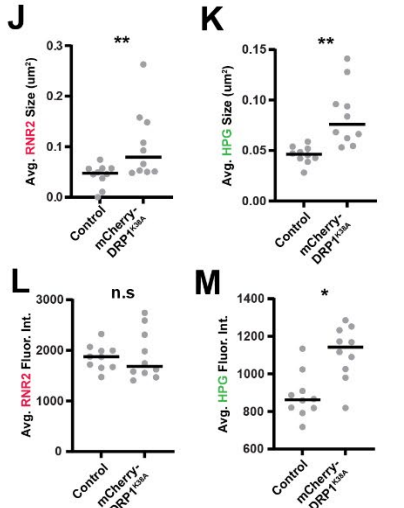 J
**
Avg. RNR2 Size (um²)
0.3
0.2
0.1
0.0
Control
mCherry-
DRP1K38A
K
**
Avg. HPG Size (um²)
0.15
0.10
0.05
0.00
Control
mCherry-
DRP1K38A
L
n.s
Avg. RNR2 Fluor. Int.
3000
2000
1000
0
Control
mCherry-
DRP1K38A
M
*
Avg. HPG Fluor. Int.
1400
1200
1000
800
600
Control
mCherry-
DRP1K38A